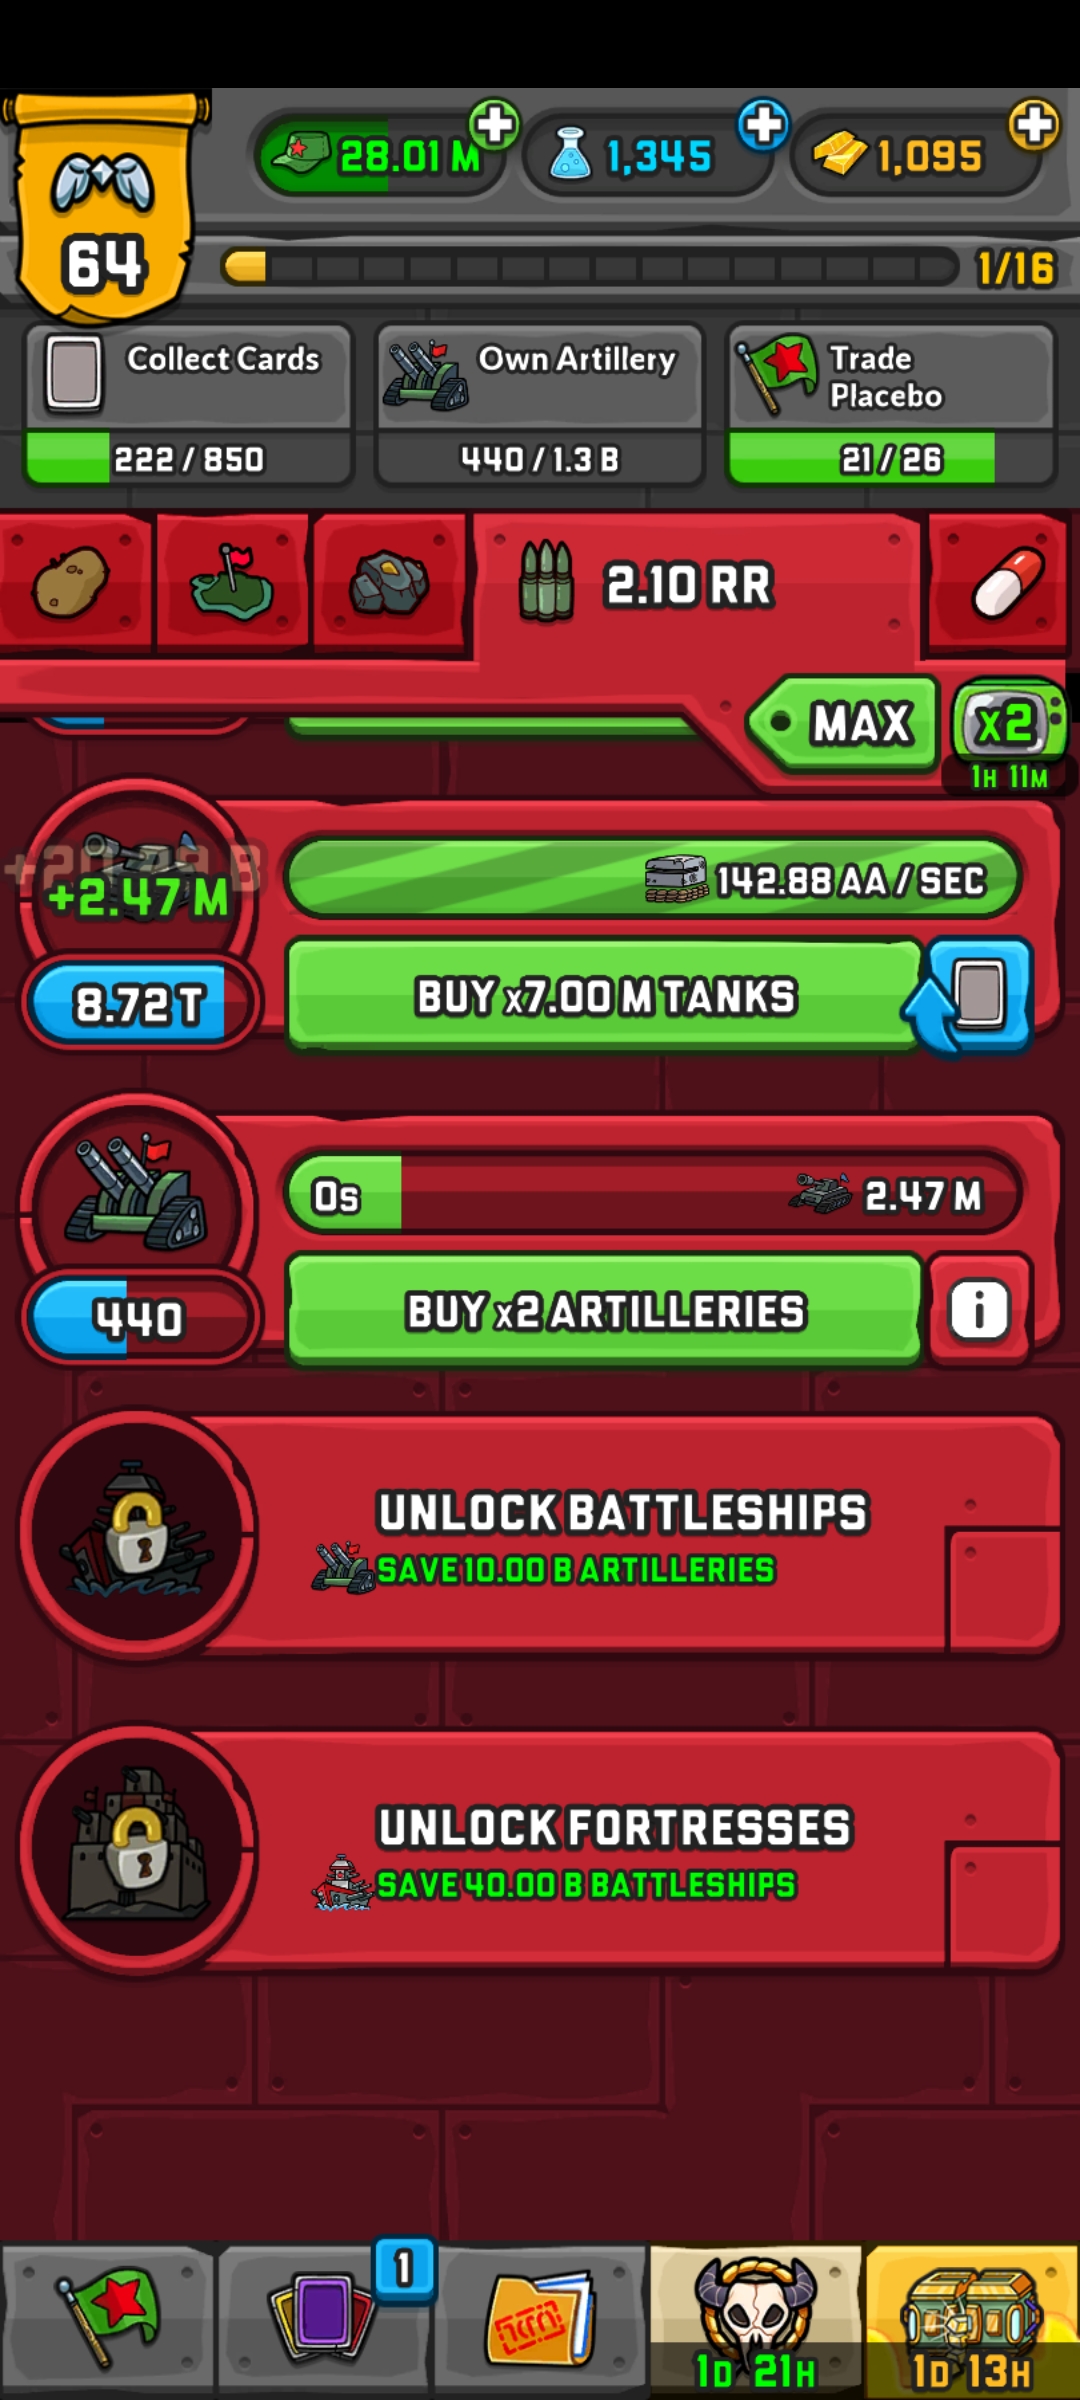 28.01 M
1,345
1,095
64
1/16
Collect Cards
222 / 850
Own Artillery
440 / 1.3 B
Trade
Placebo
21 / 26
2.10 RR
MAX
x2
1H 11M
+2.47 M
142.88 AA / SEC
8.72 T
BUY x7.00 M TANKS
0s
2.47 M
440
BUY x2 ARTILLERIES
i
UNLOCK BATTLESHIPS
SAVE 10.00 B ARTILLERIES
UNLOCK FORTRESSES
SAVE 40.00 B BATTLESHIPS
1
1D 21H
1D 13H